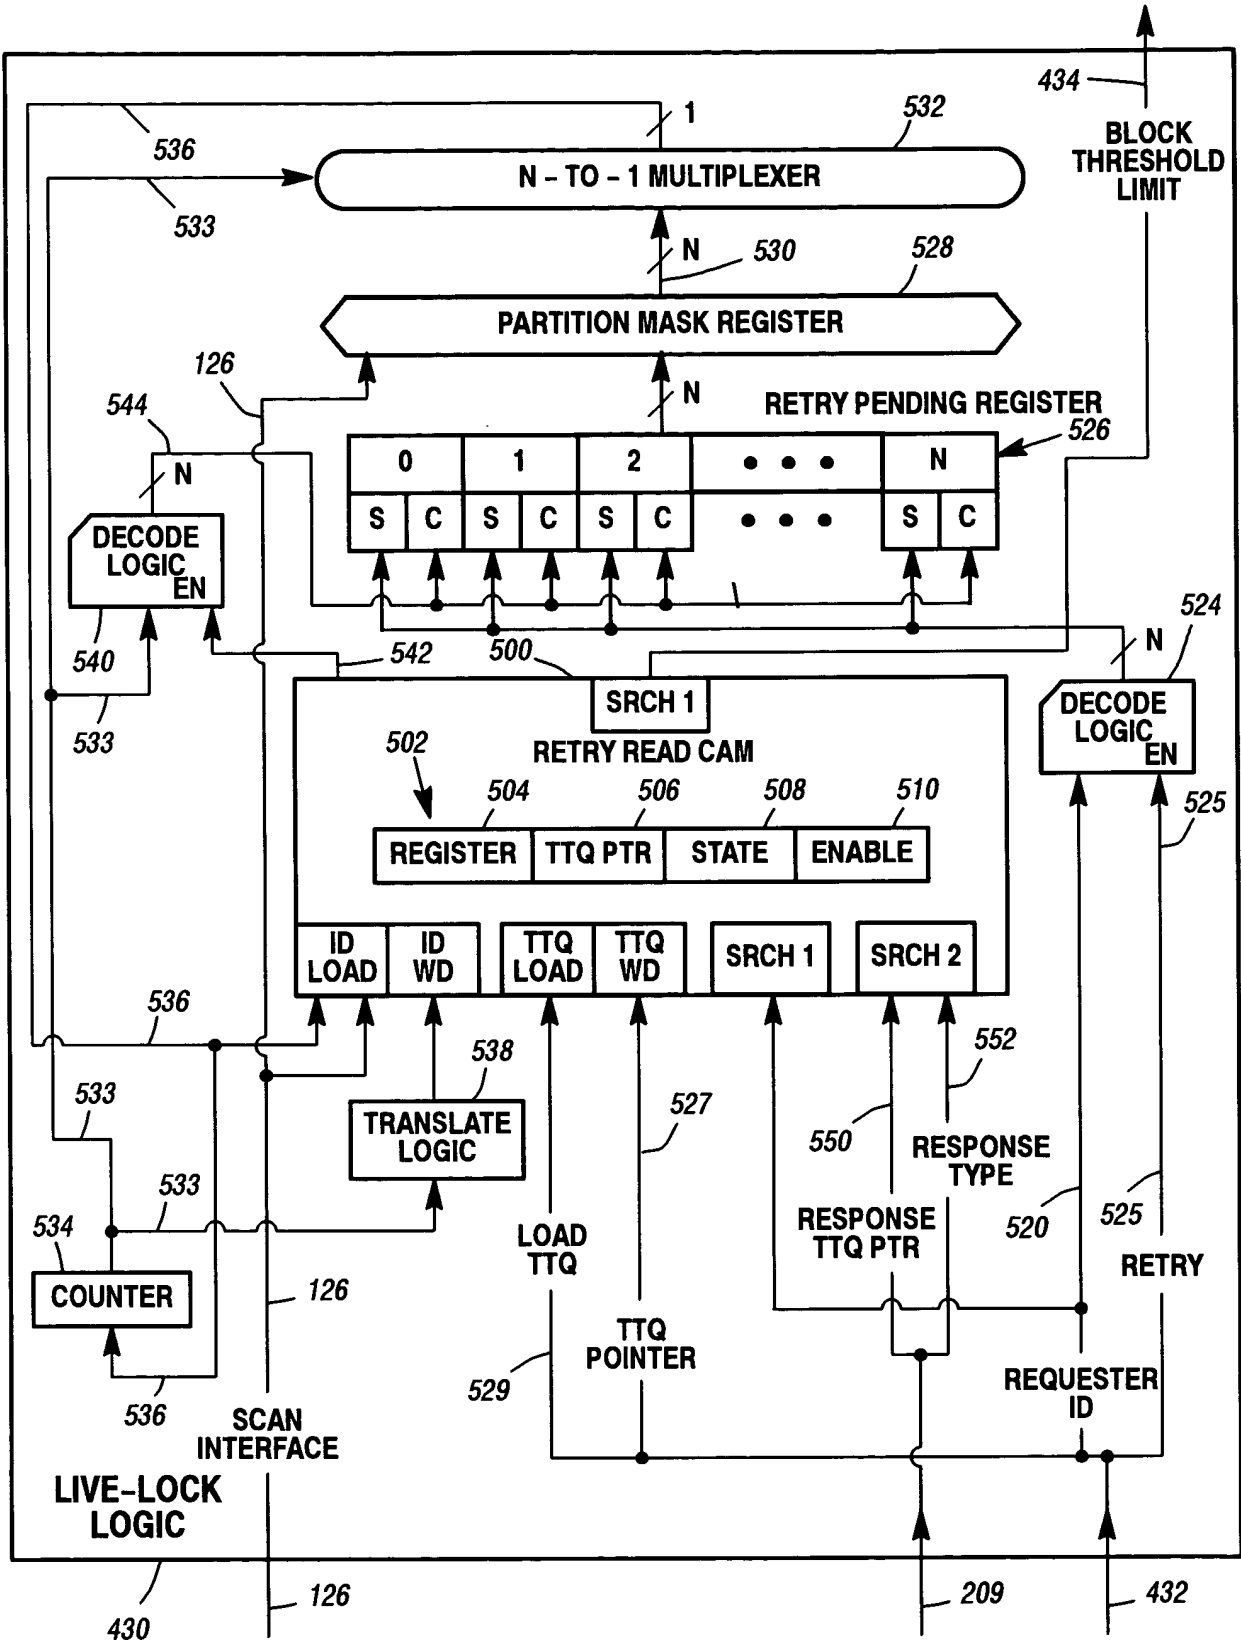 434
1
532
536
BLOCK
THRESHOLD
LIMIT
N - TO - 1 MULTIPLEXER
533
N
530
528
PARTITION MASK REGISTER
126
N
544
RETRY PENDING REGISTER
526
N
0 1 2 • • • N
S C S C S C • • • S C
DECODE
LOGIC
EN
524
540
542
500
N
SRCH 1
DECODE
LOGIC
EN
533
502
RETRY READ CAM
504
506
508
510
525
REGISTER TTQ PTR STATE ENABLE
ID
LOAD
ID
WD
TTQ
LOAD
TTQ
WD
SRCH 1
SRCH 2
536
538
552
533
527
TRANSLATE
LOGIC
550
RESPONSE
TYPE
533
534
525
520
LOAD
TTQ
RESPONSE
TTQ PTR
RETRY
COUNTER
126
TTQ
POINTER
529
REQUESTER
ID
536
SCAN
INTERFACE
LIVE-LOCK
LOGIC
430
126
209
432